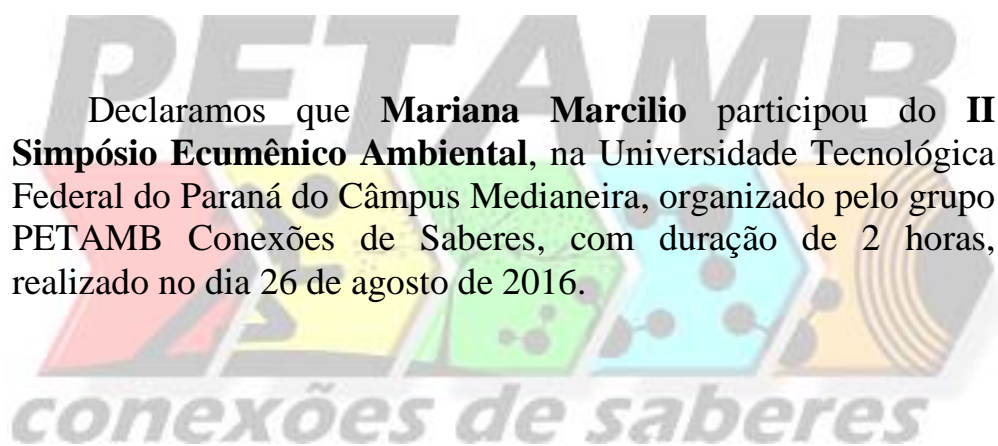 PETAMB
Declaramos que Mariana Marcilio participou do II
Simpósio Ecumênico Ambiental, na Universidade Tecnológica
Federal do Paraná do Câmpus Medianeira, organizado pelo grupo
PETAMB Conexões de Saberes, com duração de 2 horas,
realizado no dia 26 de agosto de 2016.
conexões de saberes